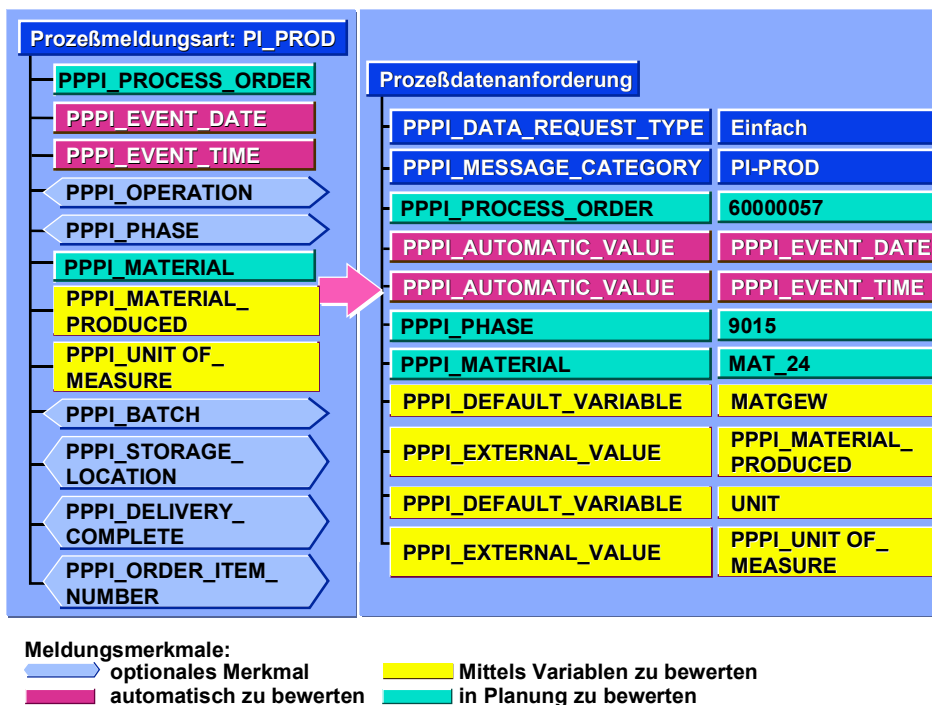 Prozeßmeldungsart: PI_PROD
PPPI_PROCESS_ORDER
PPPI_EVENT_DATE
PPPI_EVENT_TIME
PPPI_OPERATION
PPPI_PHASE
PPPI_MATERIAL
PPPI_MATERIAL_
PRODUCED
PPPI_UNIT OF_
MEASURE
PPPI_BATCH
PPPI_STORAGE_
LOCATION
PPPI_DELIVERY_
COMPLETE
PPPI_ORDER_ITEM_
NUMBER
Prozeßdatenanforderung
PPPI_DATA_REQUEST_TYPE Einfach
PPPI_MESSAGE_CATEGORY PI-PROD
PPPI_PROCESS_ORDER 60000057
PPPI_AUTOMATIC_VALUE PPPI_EVENT_DATE
PPPI_AUTOMATIC_VALUE PPPI_EVENT_TIME
PPPI_PHASE 9015
PPPI_MATERIAL MAT_24
PPPI_DEFAULT_VARIABLE MATGEW
PPPI_EXTERNAL_VALUE PPPI_MATERIAL_
PRODUCED
PPPI_DEFAULT_VARIABLE UNIT
PPPI_EXTERNAL_VALUE PPPI_UNIT OF_
MEASURE
Meldungsmerkmale:
optionales Merkmal Mittels Variablen zu bewerten
automatisch zu bewerten in Planung zu bewerten